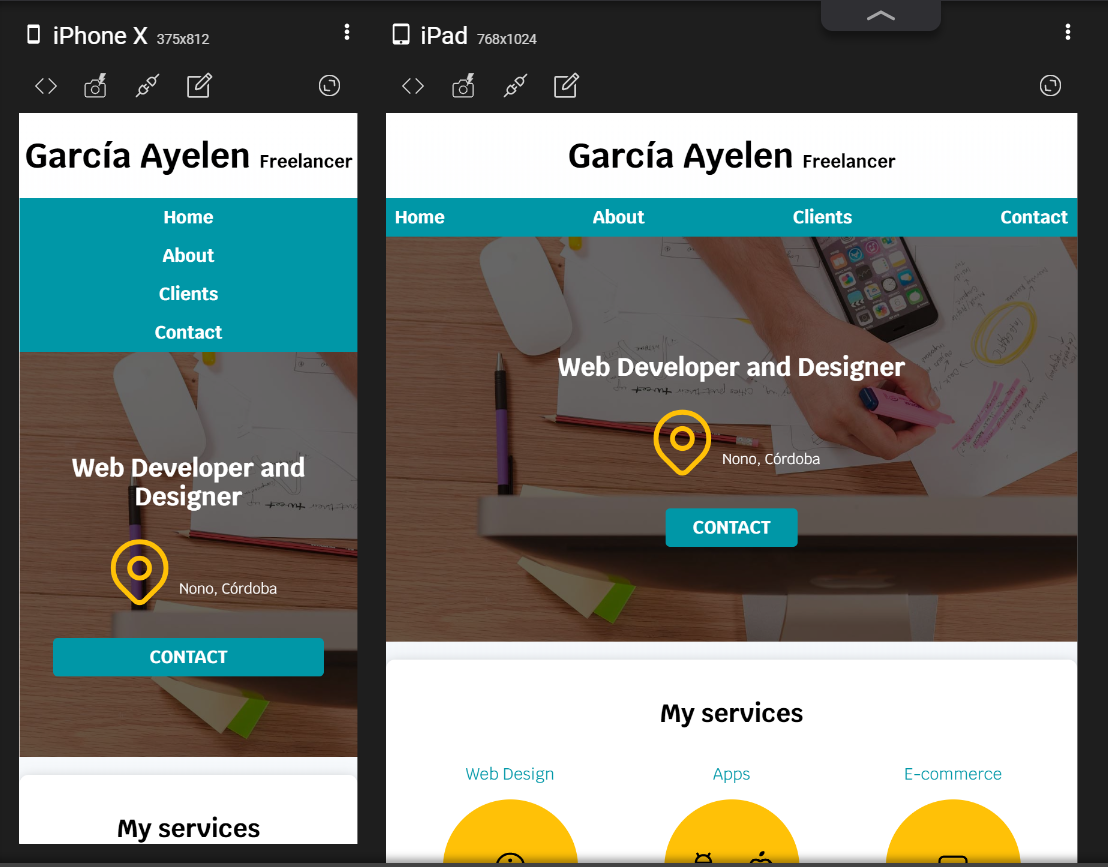 iPhone X 375x812
García Ayelen Freelancer
Home
About
Clients
Contact
Web Developer and
Designer
Nono, Córdoba
CONTACT
My services
iPad 768x1024
García Ayelen Freelancer
Home About Clients Contact
Web Developer and Designer
Nono, Córdoba
CONTACT
My services
Web Design Apps E-commerce